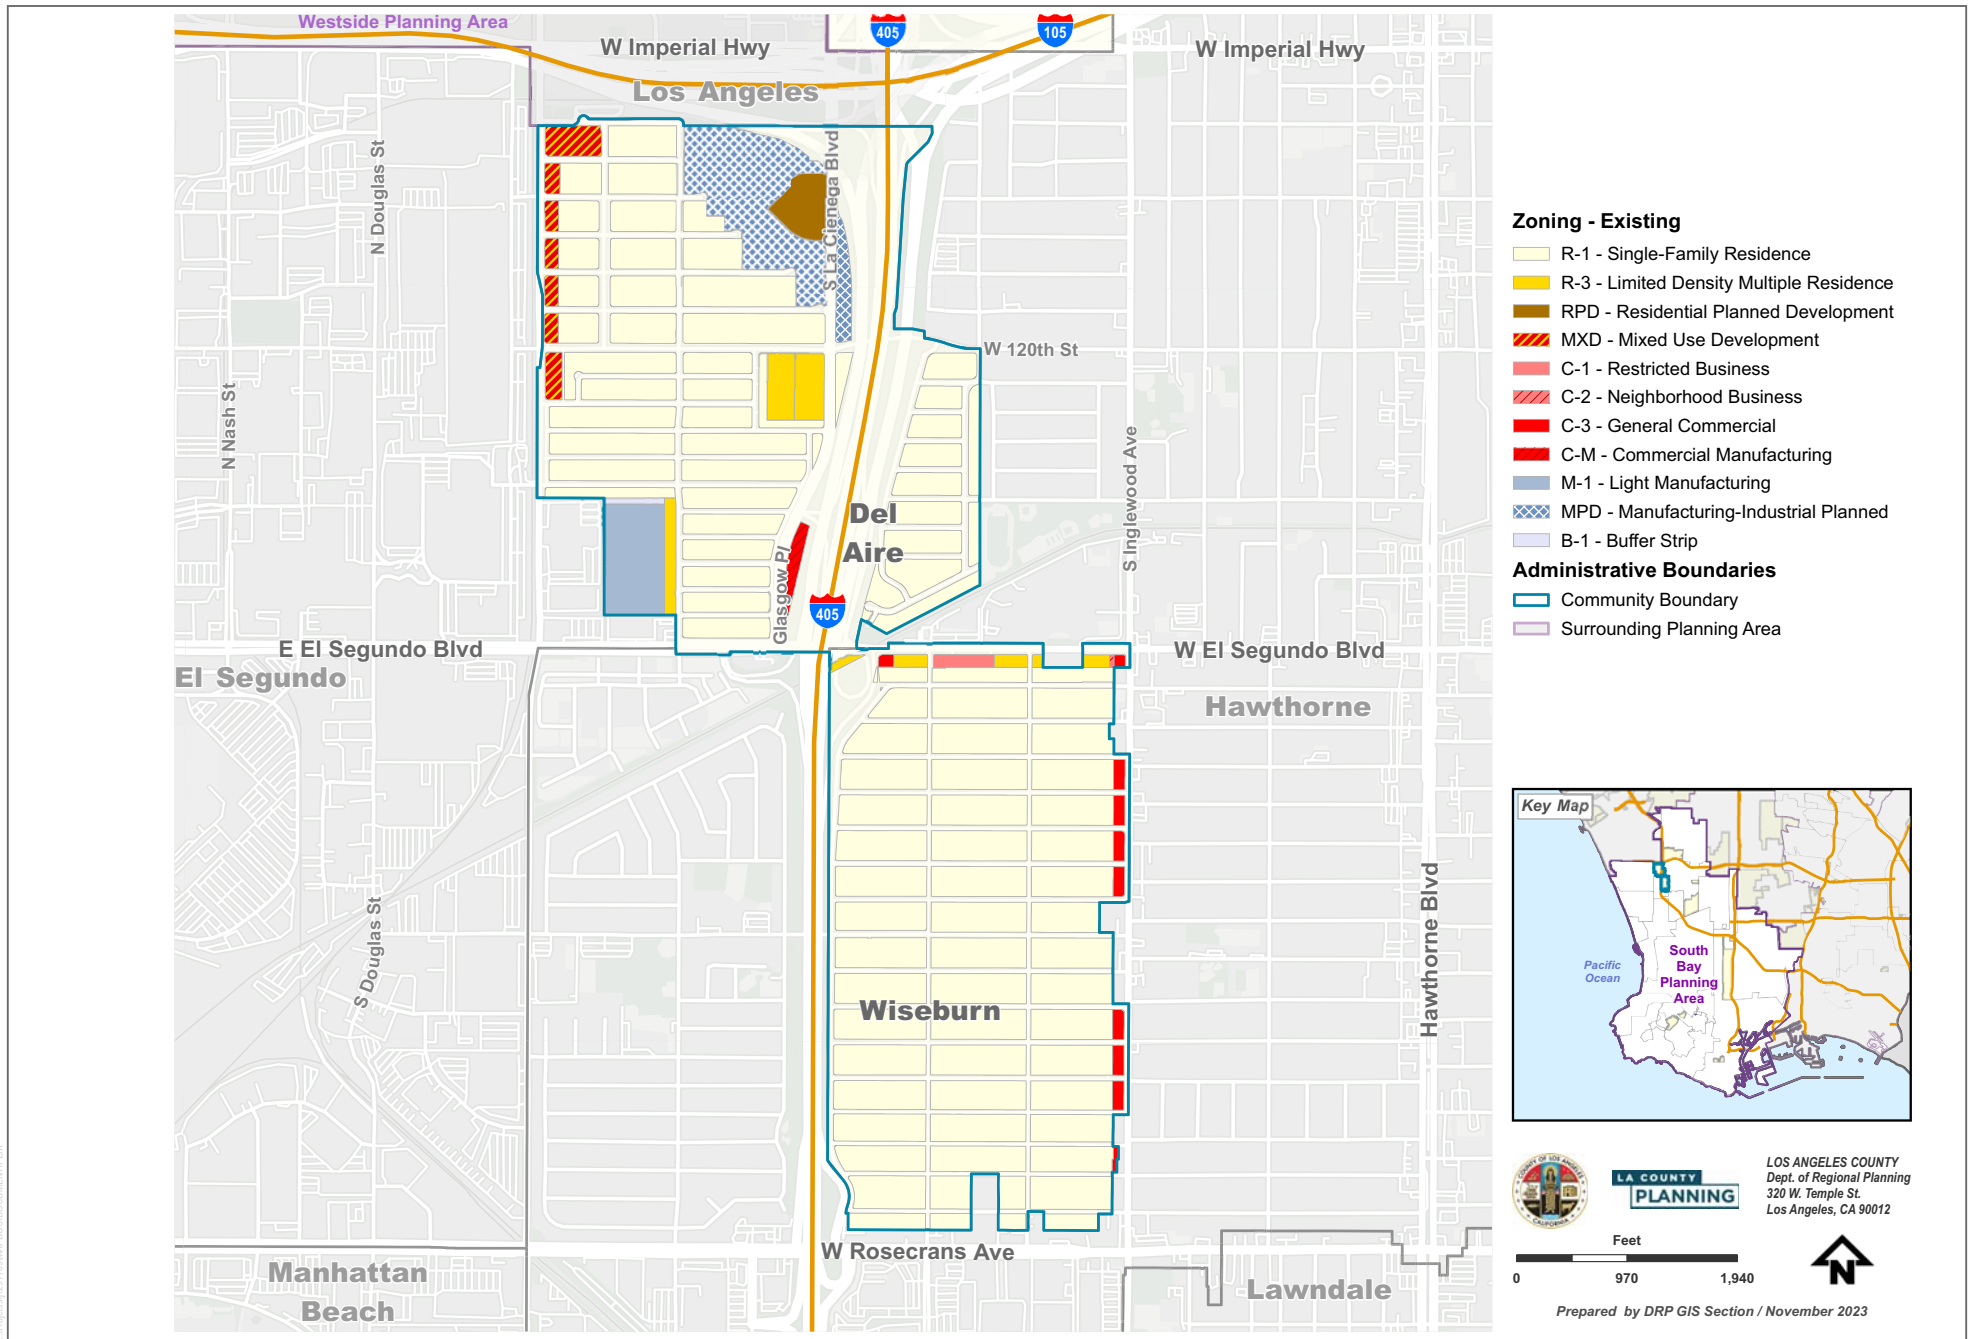 Westside Planning Area
W Imperial Hwy
405
105
W Imperial Hwy
Los Angeles
N Douglas St
S La Cienega Blvd
W 120th St
N Nash St
S Inglewood Ave
Del
Aire
Glasgow Pl
405
E El Segundo Blvd
W El Segundo Blvd
El Segundo
Hawthorne
S Douglas St
Hawthorne Blvd
Wiseburn
W Rosecrans Ave
Manhattan
Beach
Lawndale
Zoning - Existing
R-1 - Single-Family Residence
R-3 - Limited Density Multiple Residence
RPD - Residential Planned Development
MXD - Mixed Use Development
C-1 - Restricted Business
C-2 - Neighborhood Business
C-3 - General Commercial
C-M - Commercial Manufacturing
M-1 - Light Manufacturing
MPD - Manufacturing-Industrial Planned
B-1 - Buffer Strip
Administrative Boundaries
Community Boundary
Surrounding Planning Area
Key Map
Pacific
Ocean
South
Bay
Planning
Area
COUNTY OF LOS ANGELES
CALIFORNIA
LA COUNTY
PLANNING
LOS ANGELES COUNTY
Dept. of Regional Planning
320 W. Temple St.
Los Angeles, CA 90012
Feet
0 970 1,940
N
Prepared by DRP GIS Section / November 2023